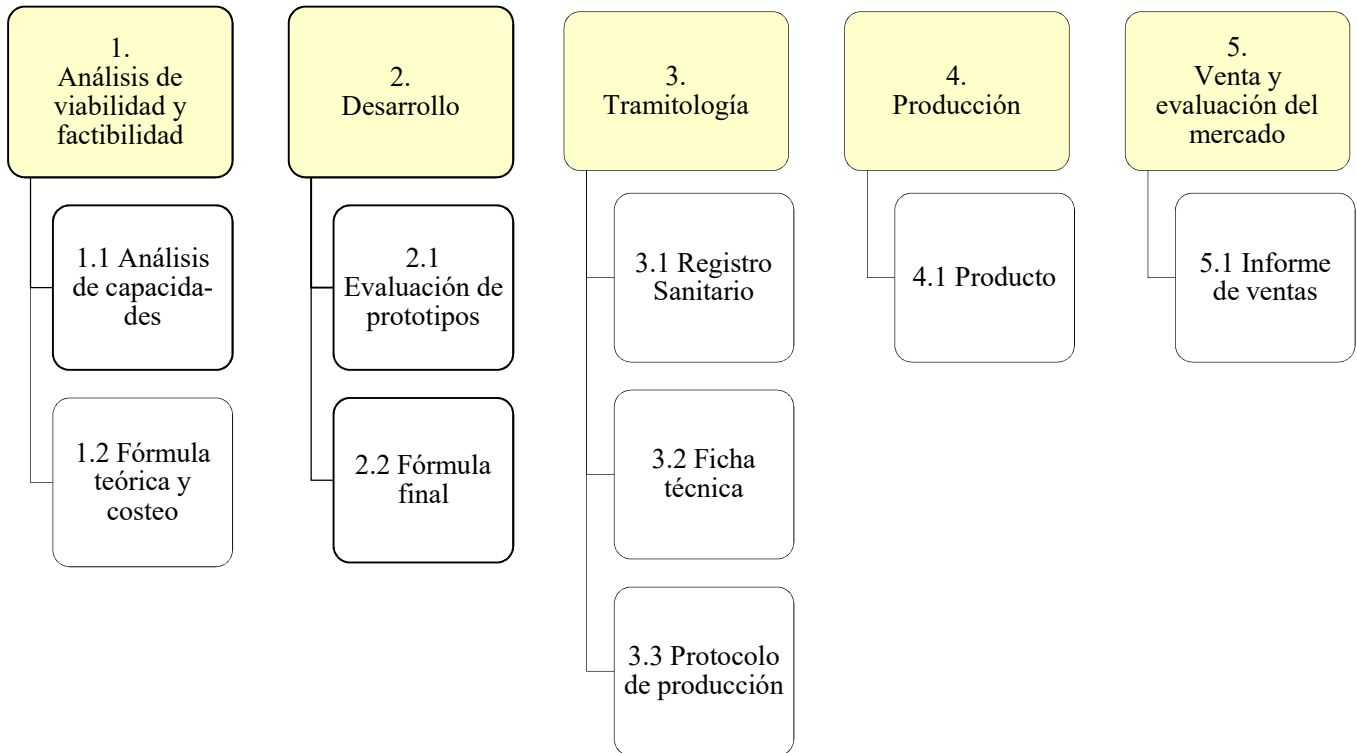 1.
Análisis de
viabilidad y
factibilidad
1.1 Análisis
de capacida-
des
1.2 Fórmula
teórica y
costeo
2.
Desarrollo
2.1
Evaluación de
prototipos
2.2 Fórmula
final
3.
Tramitología
3.1 Registro
Sanitario
3.2 Ficha
técnica
3.3 Protocolo
de producción
4.
Producción
4.1 Producto
5.
Venta y
evaluación del
mercado
5.1 Informe
de ventas